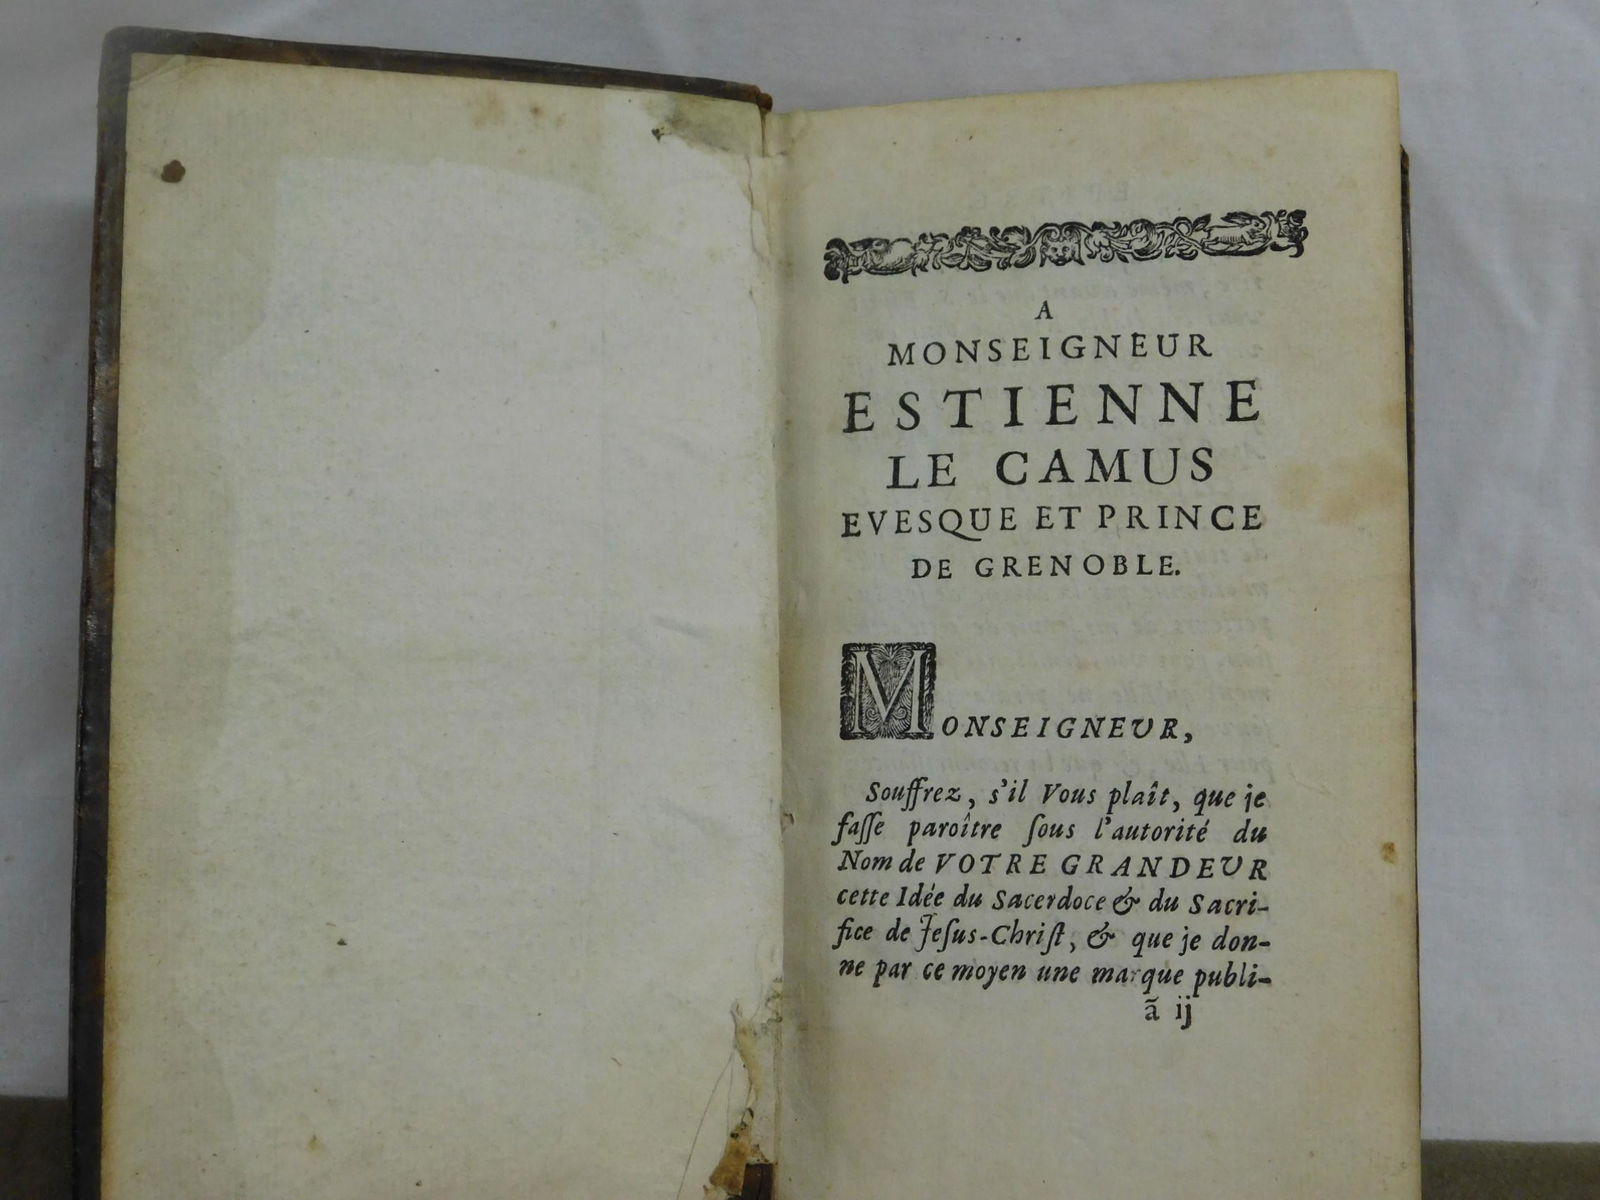 A
MONSEIGNEUR
ESTIENNE
LE CAMUS
EVESQUE ET PRINCE
DE GRENOBLE.
MONSEIGNEVR,
Souffrez, s'il Vous plaît, que je
faſſe paroître ſous l'autorité du
Nom de VOTRE GRANDEVR
cette Idée du Sacerdoce & du Sacri-
fice de Jeſus-Chriſt, & que je don-
ne par ce moyen une marque publi-
ã ij